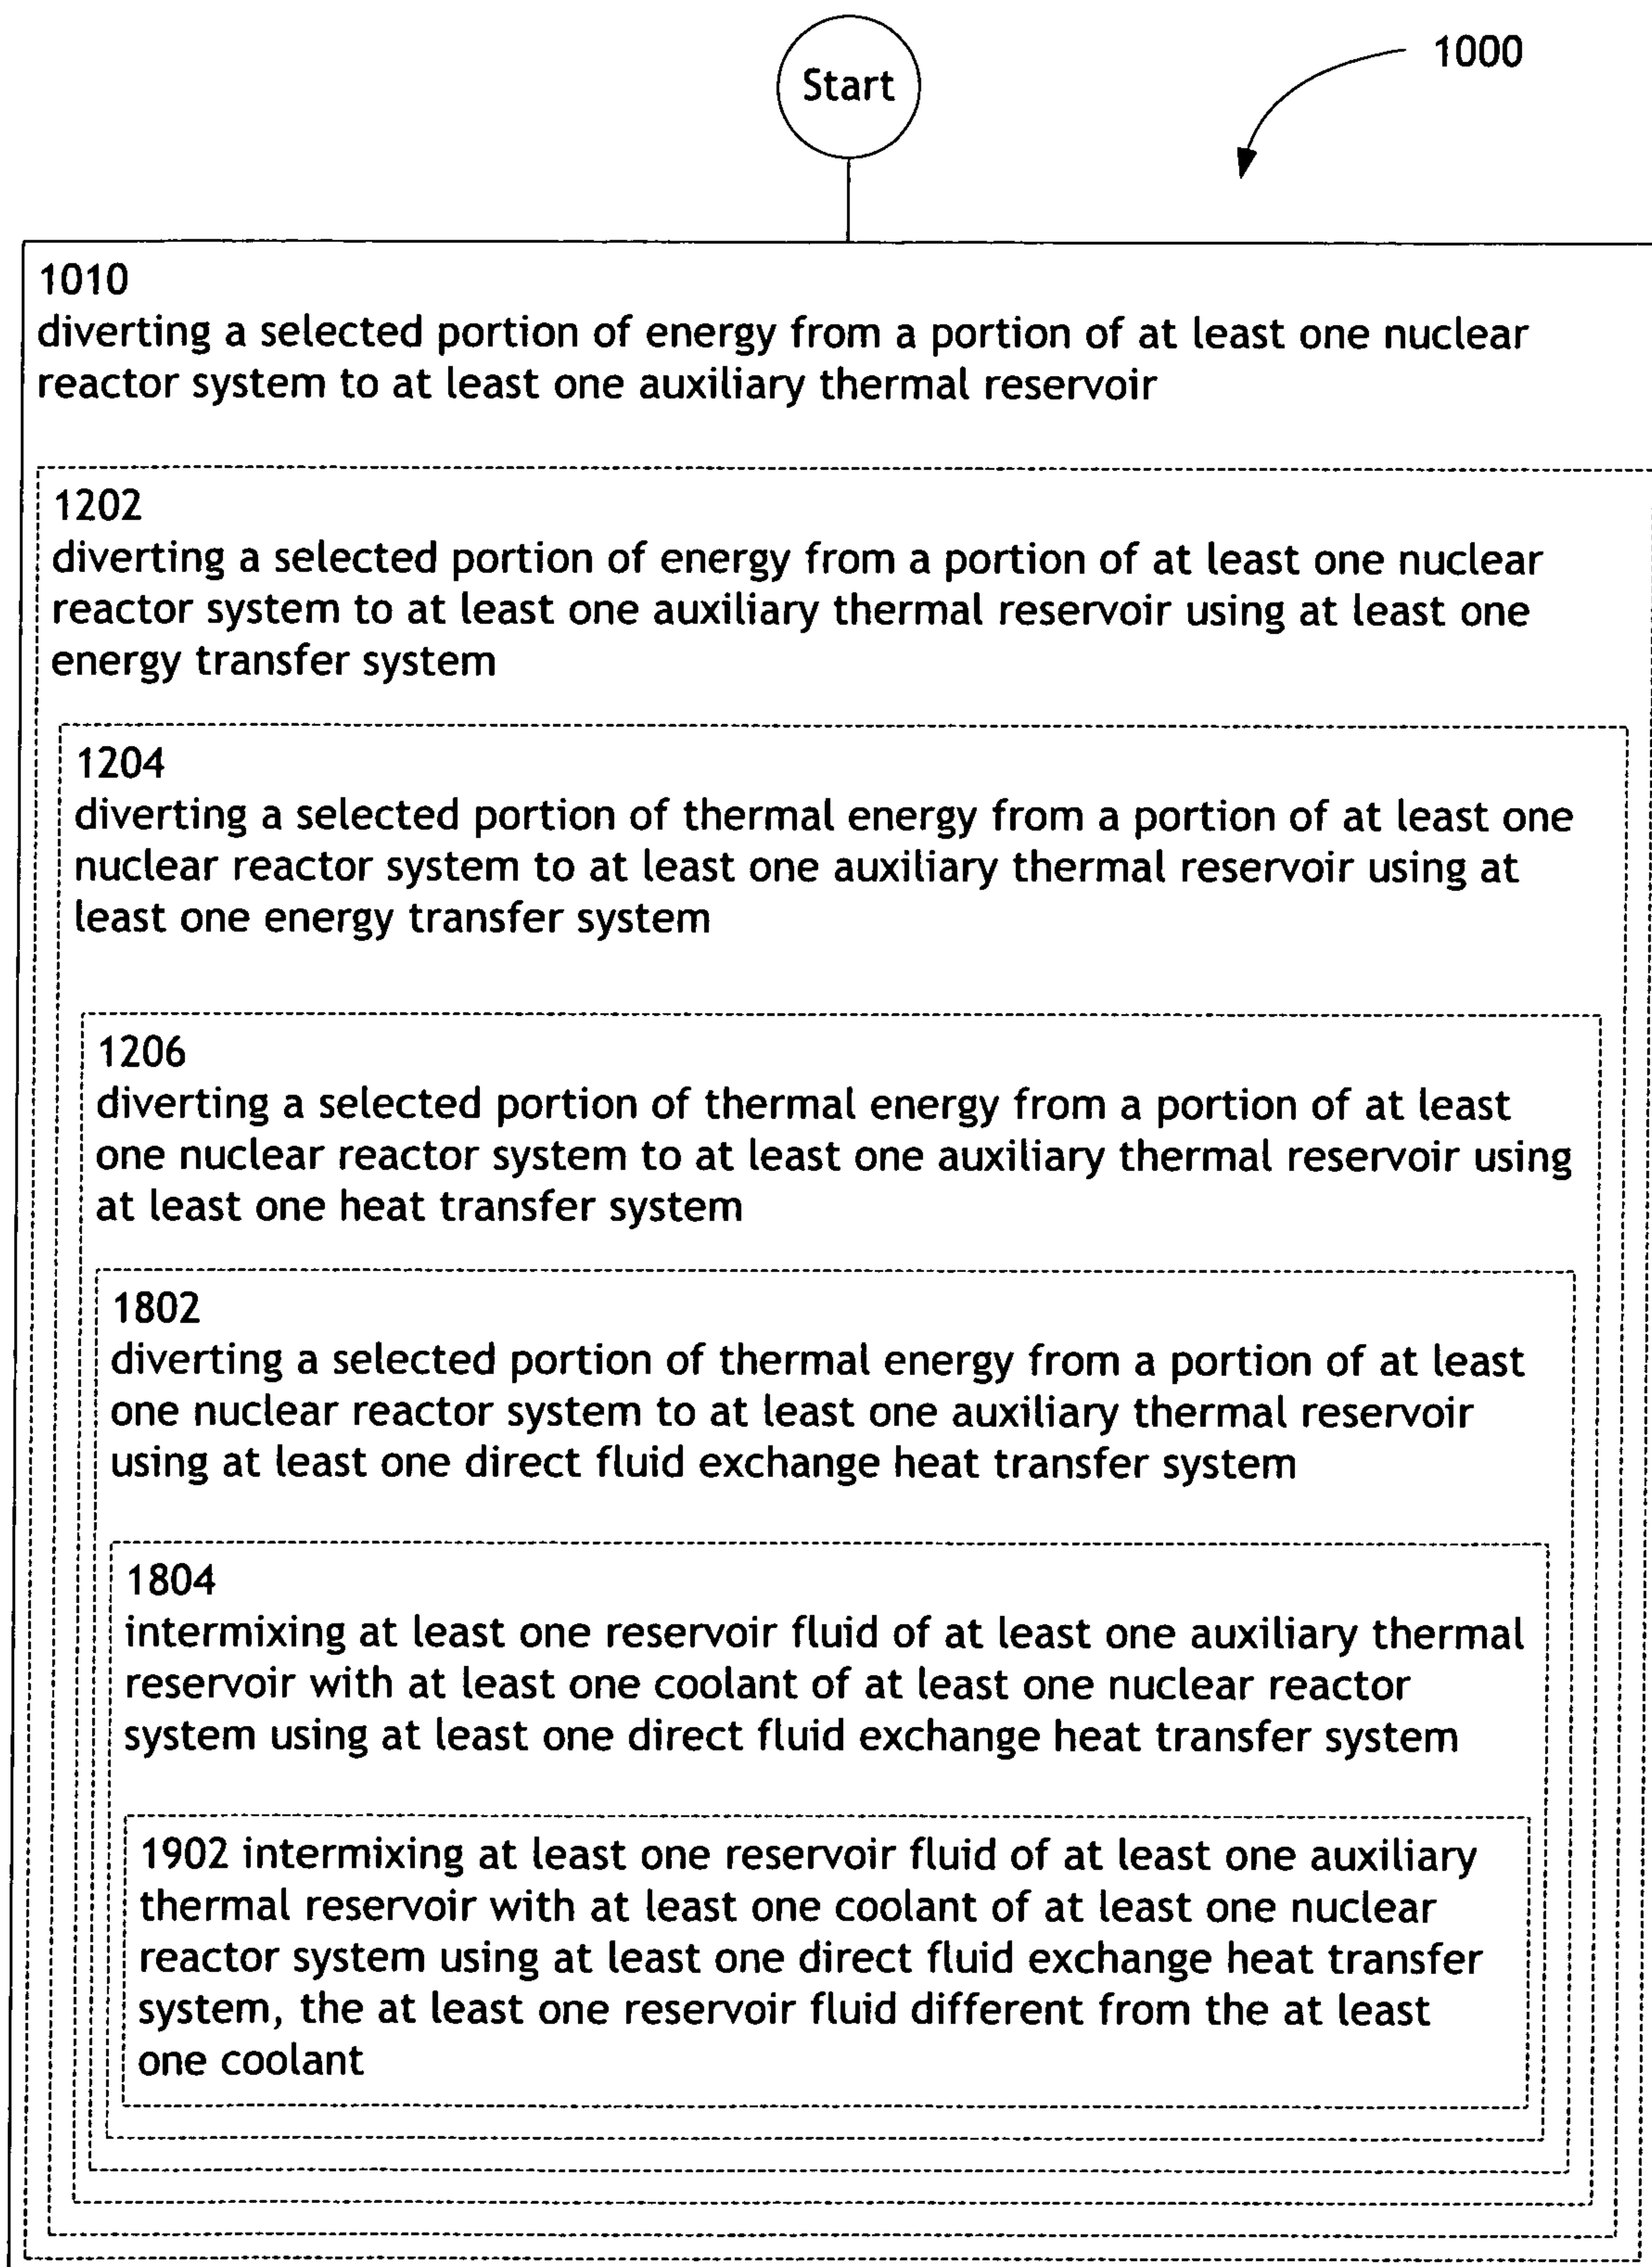 Start
1000
1010
diverting a selected portion of energy from a portion of at least one nuclear
reactor system to at least one auxiliary thermal reservoir
1202
diverting a selected portion of energy from a portion of at least one nuclear
reactor system to at least one auxiliary thermal reservoir using at least one
energy transfer system
1204
diverting a selected portion of thermal energy from a portion of at least one
nuclear reactor system to at least one auxiliary thermal reservoir using at
least one energy transfer system
1206
diverting a selected portion of thermal energy from a portion of at least
one nuclear reactor system to at least one auxiliary thermal reservoir using
at least one heat transfer system
1802
diverting a selected portion of thermal energy from a portion of at least
one nuclear reactor system to at least one auxiliary thermal reservoir
using at least one direct fluid exchange heat transfer system
1804
intermixing at least one reservoir fluid of at least one auxiliary thermal
reservoir with at least one coolant of at least one nuclear reactor
system using at least one direct fluid exchange heat transfer system
1902 intermixing at least one reservoir fluid of at least one auxiliary
thermal reservoir with at least one coolant of at least one nuclear
reactor system using at least one direct fluid exchange heat transfer
system, the at least one reservoir fluid different from the at least
one coolant